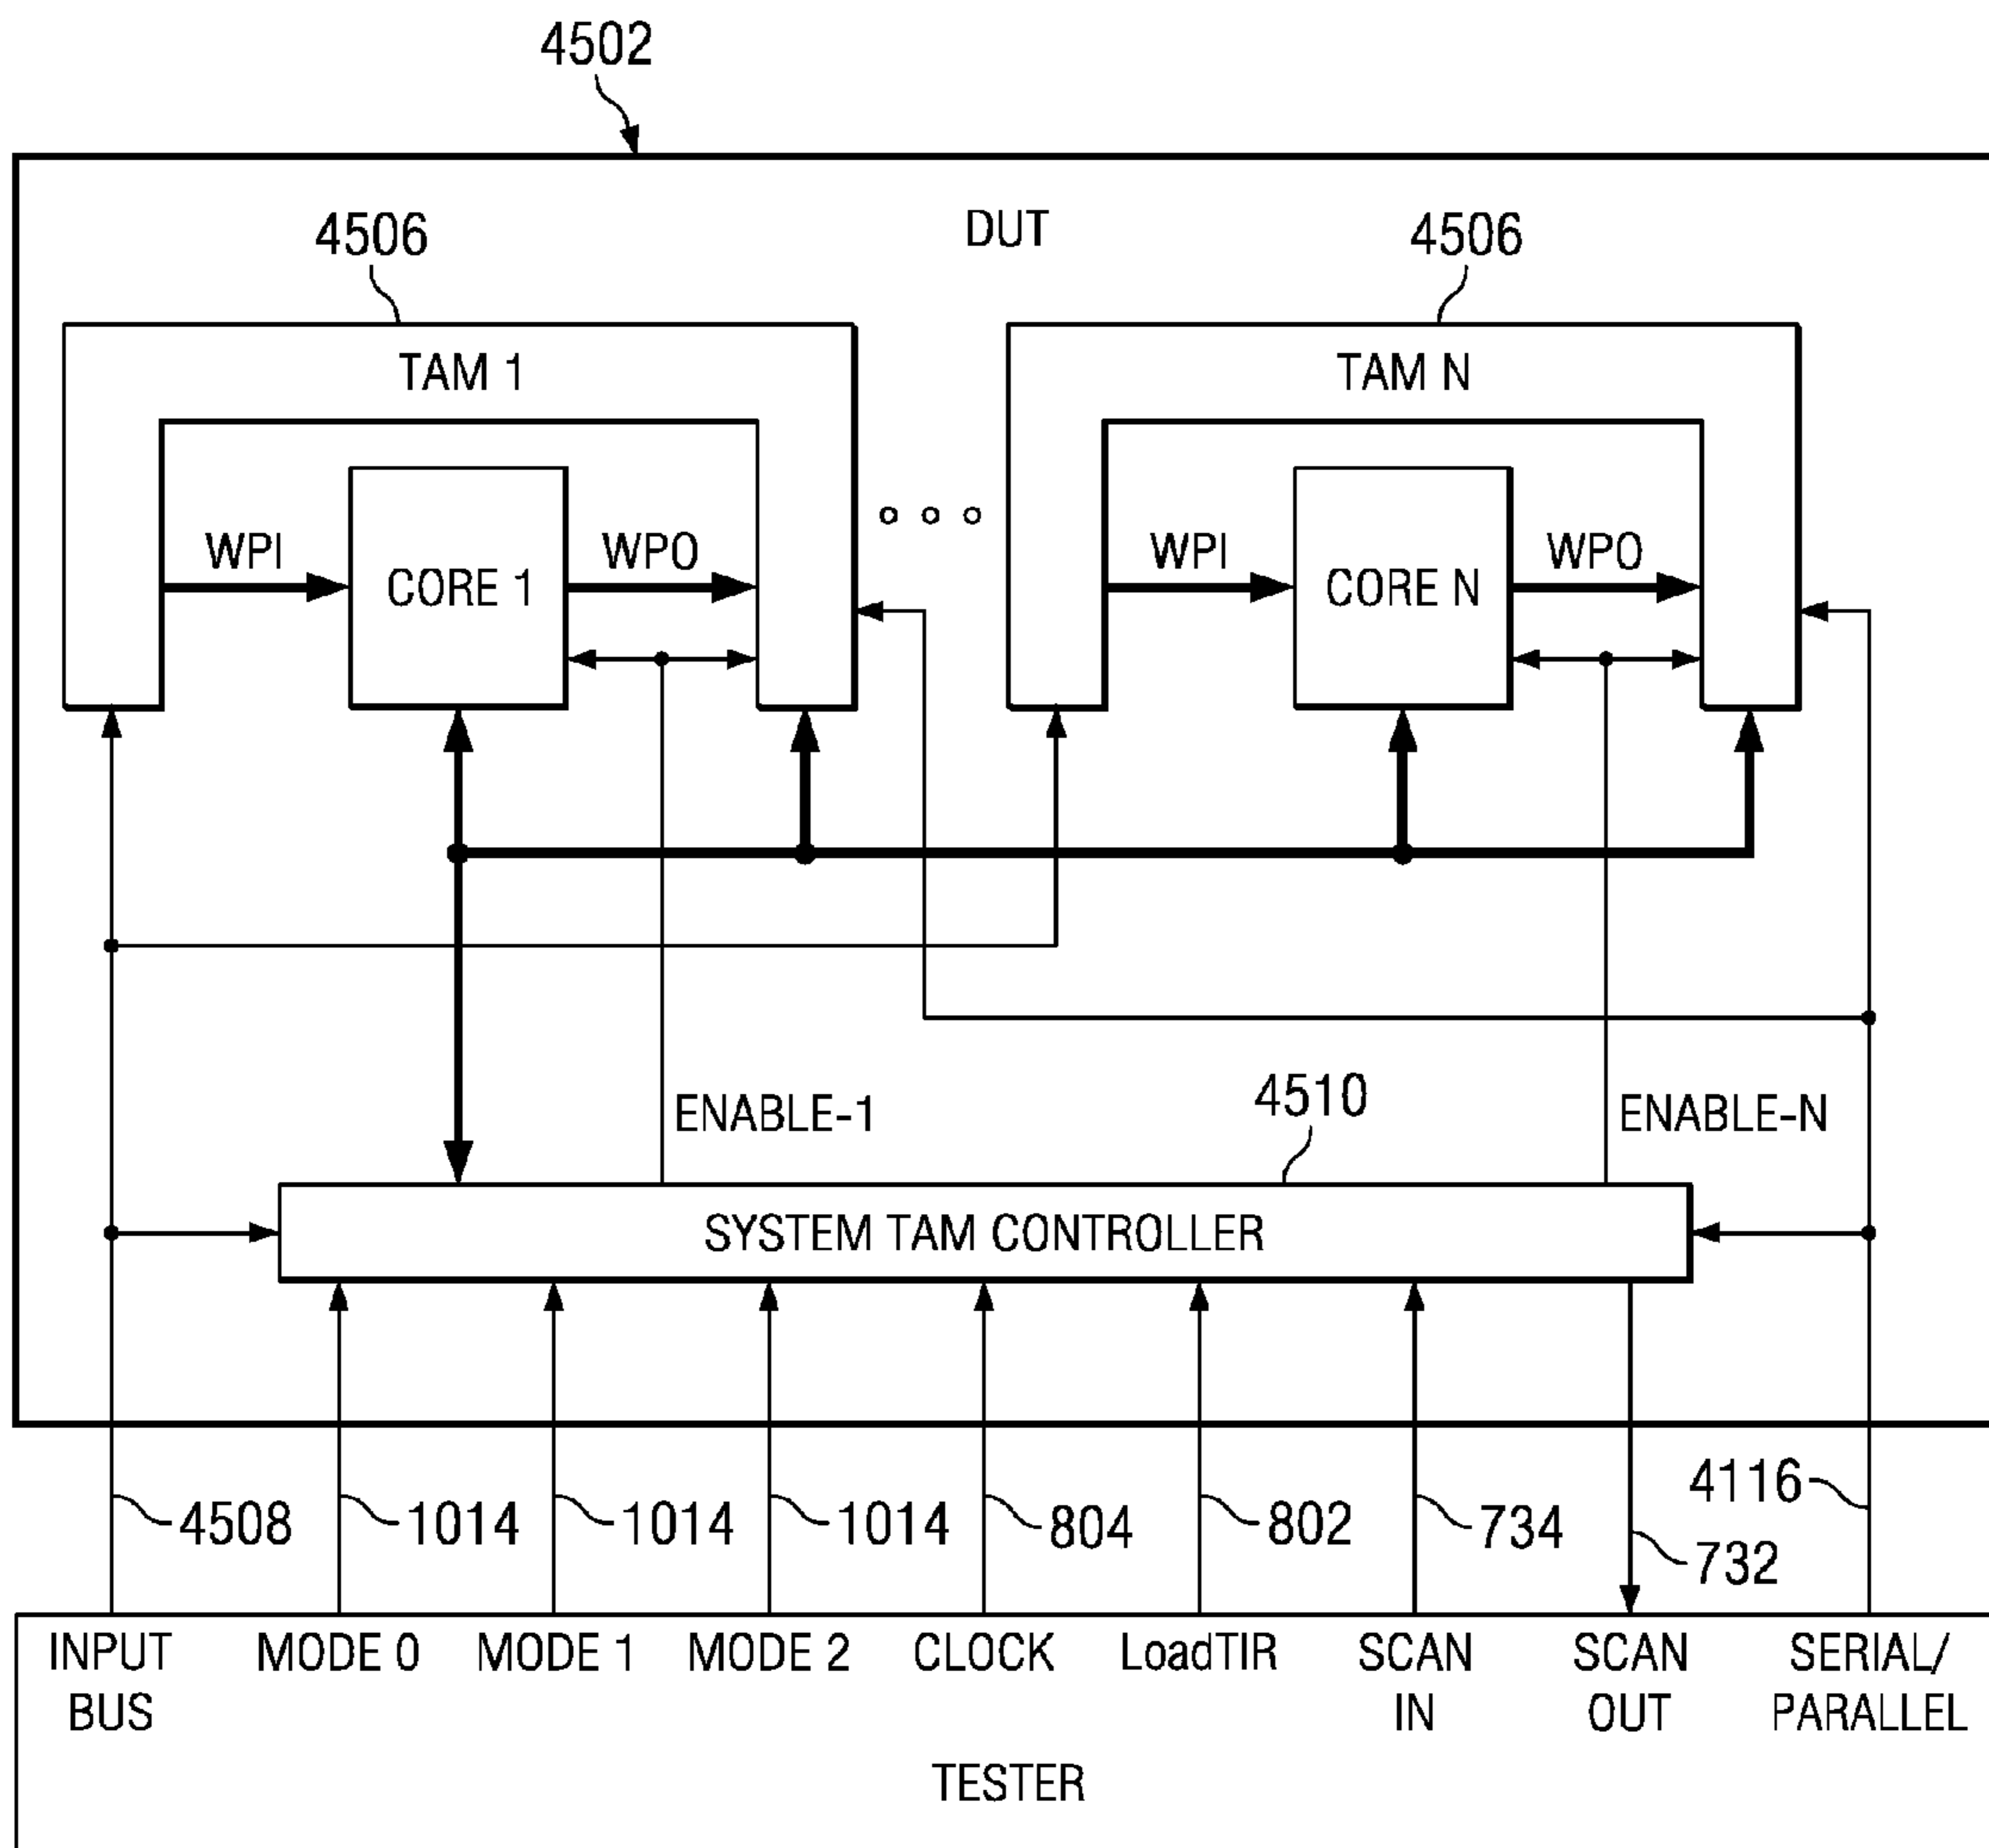 4502
DUT
4506
4506
TAM 1
TAM N
WPI
CORE 1
WPO
WPI
CORE N
WPO
ENABLE-1
4510
ENABLE-N
SYSTEM TAM CONTROLLER
4508
1014
1014
1014
804
802
734
732
4116
INPUT
BUS
MODE 0
MODE 1
MODE 2
CLOCK
LoadTIR
SCAN
IN
SCAN
OUT
SERIAL/
PARALLEL
TESTER